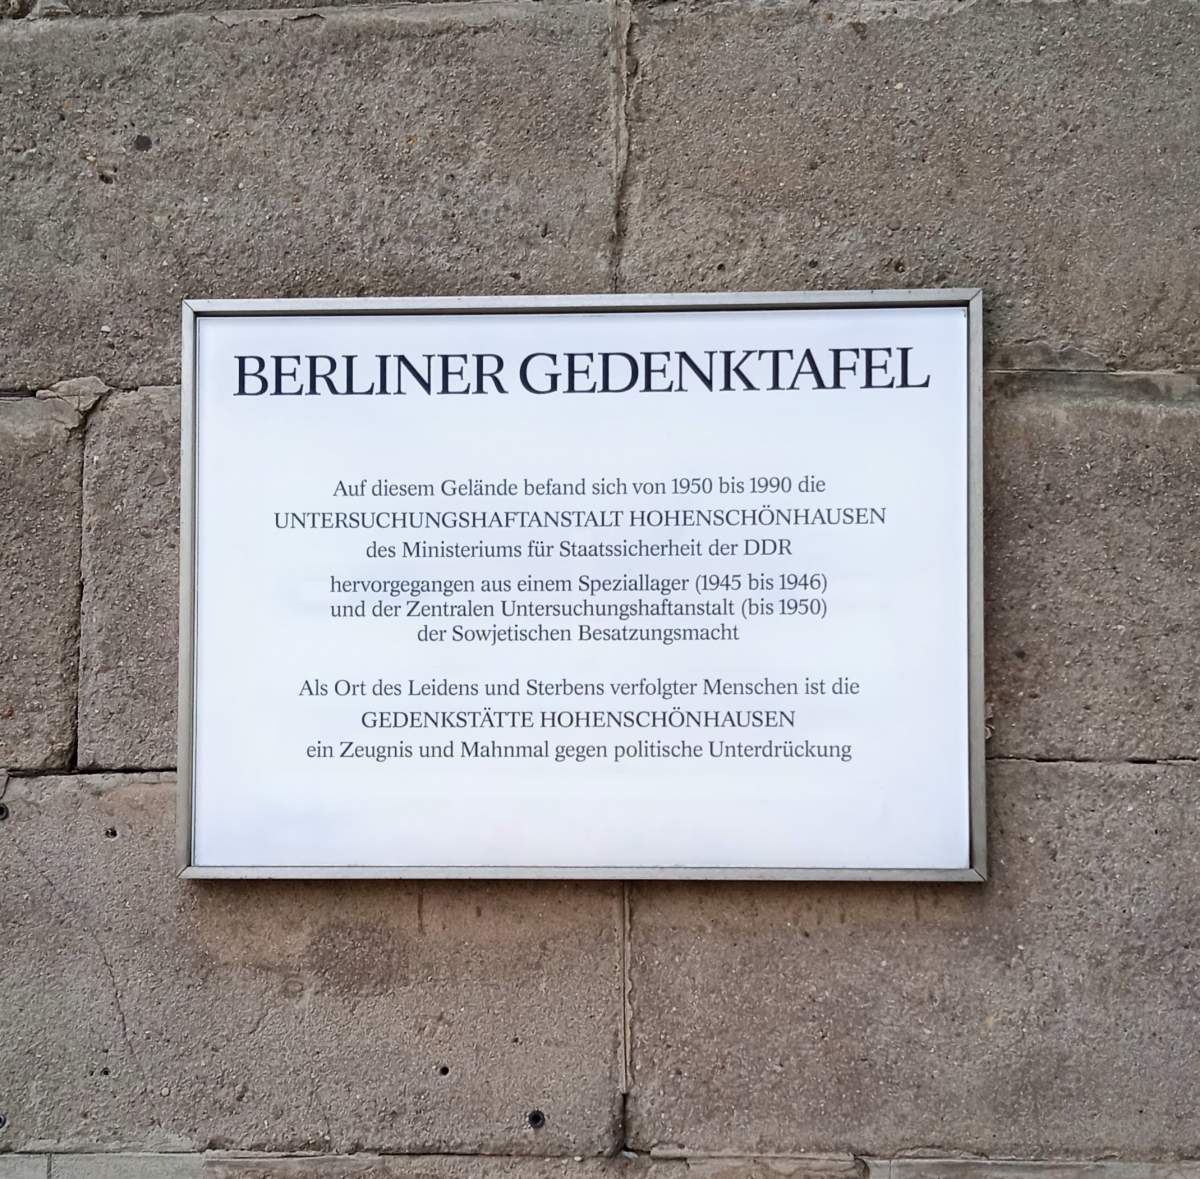 BERLINER GEDENKTAFEL
Auf diesem Gelände befand sich von 1950 bis 1990 die
UNTERSUCHUNGSHAFTANSTALT HOHENSCHÖNHAUSEN
des Ministeriums für Staatssicherheit der DDR
hervorgegangen aus einem Speziallager (1945 bis 1946)
und der Zentralen Untersuchungshaftanstalt (bis 1950)
der Sowjetischen Besatzungsmacht
Als Ort des Leidens und Sterbens verfolgter Menschen ist die
GEDENKSTÄTTE HOHENSCHÖNHAUSEN
ein Zeugnis und Mahnmal gegen politische Unterdrückung